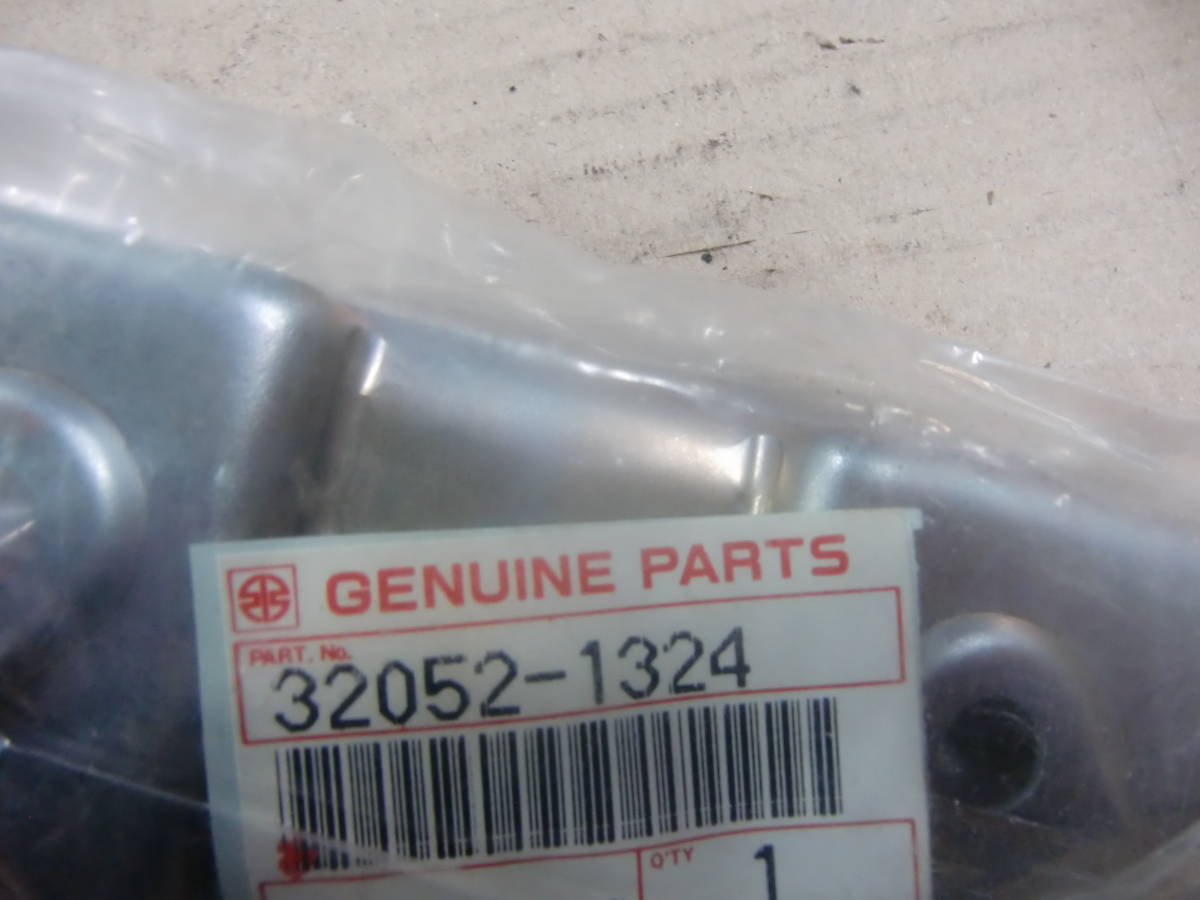 GENUINE PARTS
PART. No.
32052-1324
Q'TY
1